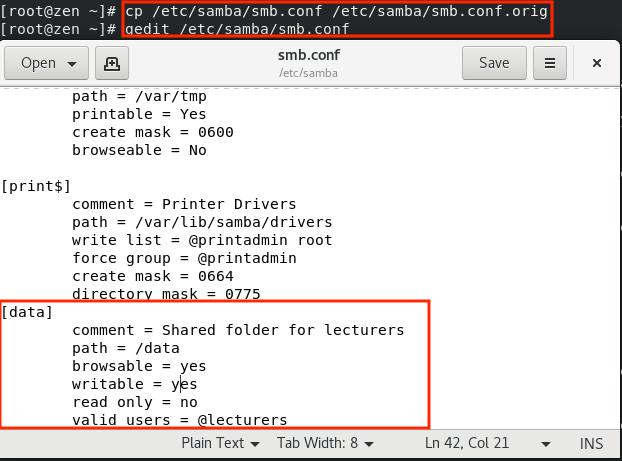 [root@zen ~]# cp /etc/samba/smb.conf /etc/samba/smb.conf.orig
[root@zen ~]# gedit /etc/samba/smb.conf
Open
smb.conf
/etc/samba
Save
path = /var/tmp
printable = Yes
create mask = 0600
browseable = No
[print$]
comment = Printer Drivers
path = /var/lib/samba/drivers
write list = @printadmin root
force group = @printadmin
create mask = 0664
directory mask = 0775
[data]
comment = Shared folder for lecturers
path = /data
browsable = yes
writable = yes
read only = no
valid users = @lecturers
Plain Text Tab Width: 8 Ln 42, Col 21 INS